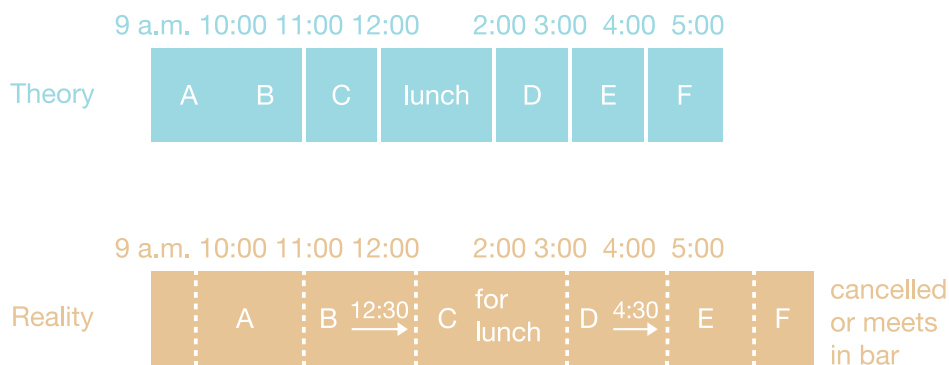 9 a.m. 10:00 11:00 12:00 2:00 3:00 4:00 5:00
Theory A B C lunch D E F
9 a.m. 10:00 11:00 12:00 2:00 3:00 4:00 5:00
Reality A B 12:30 C for lunch D 4:30 E F cancelled or meets in bar